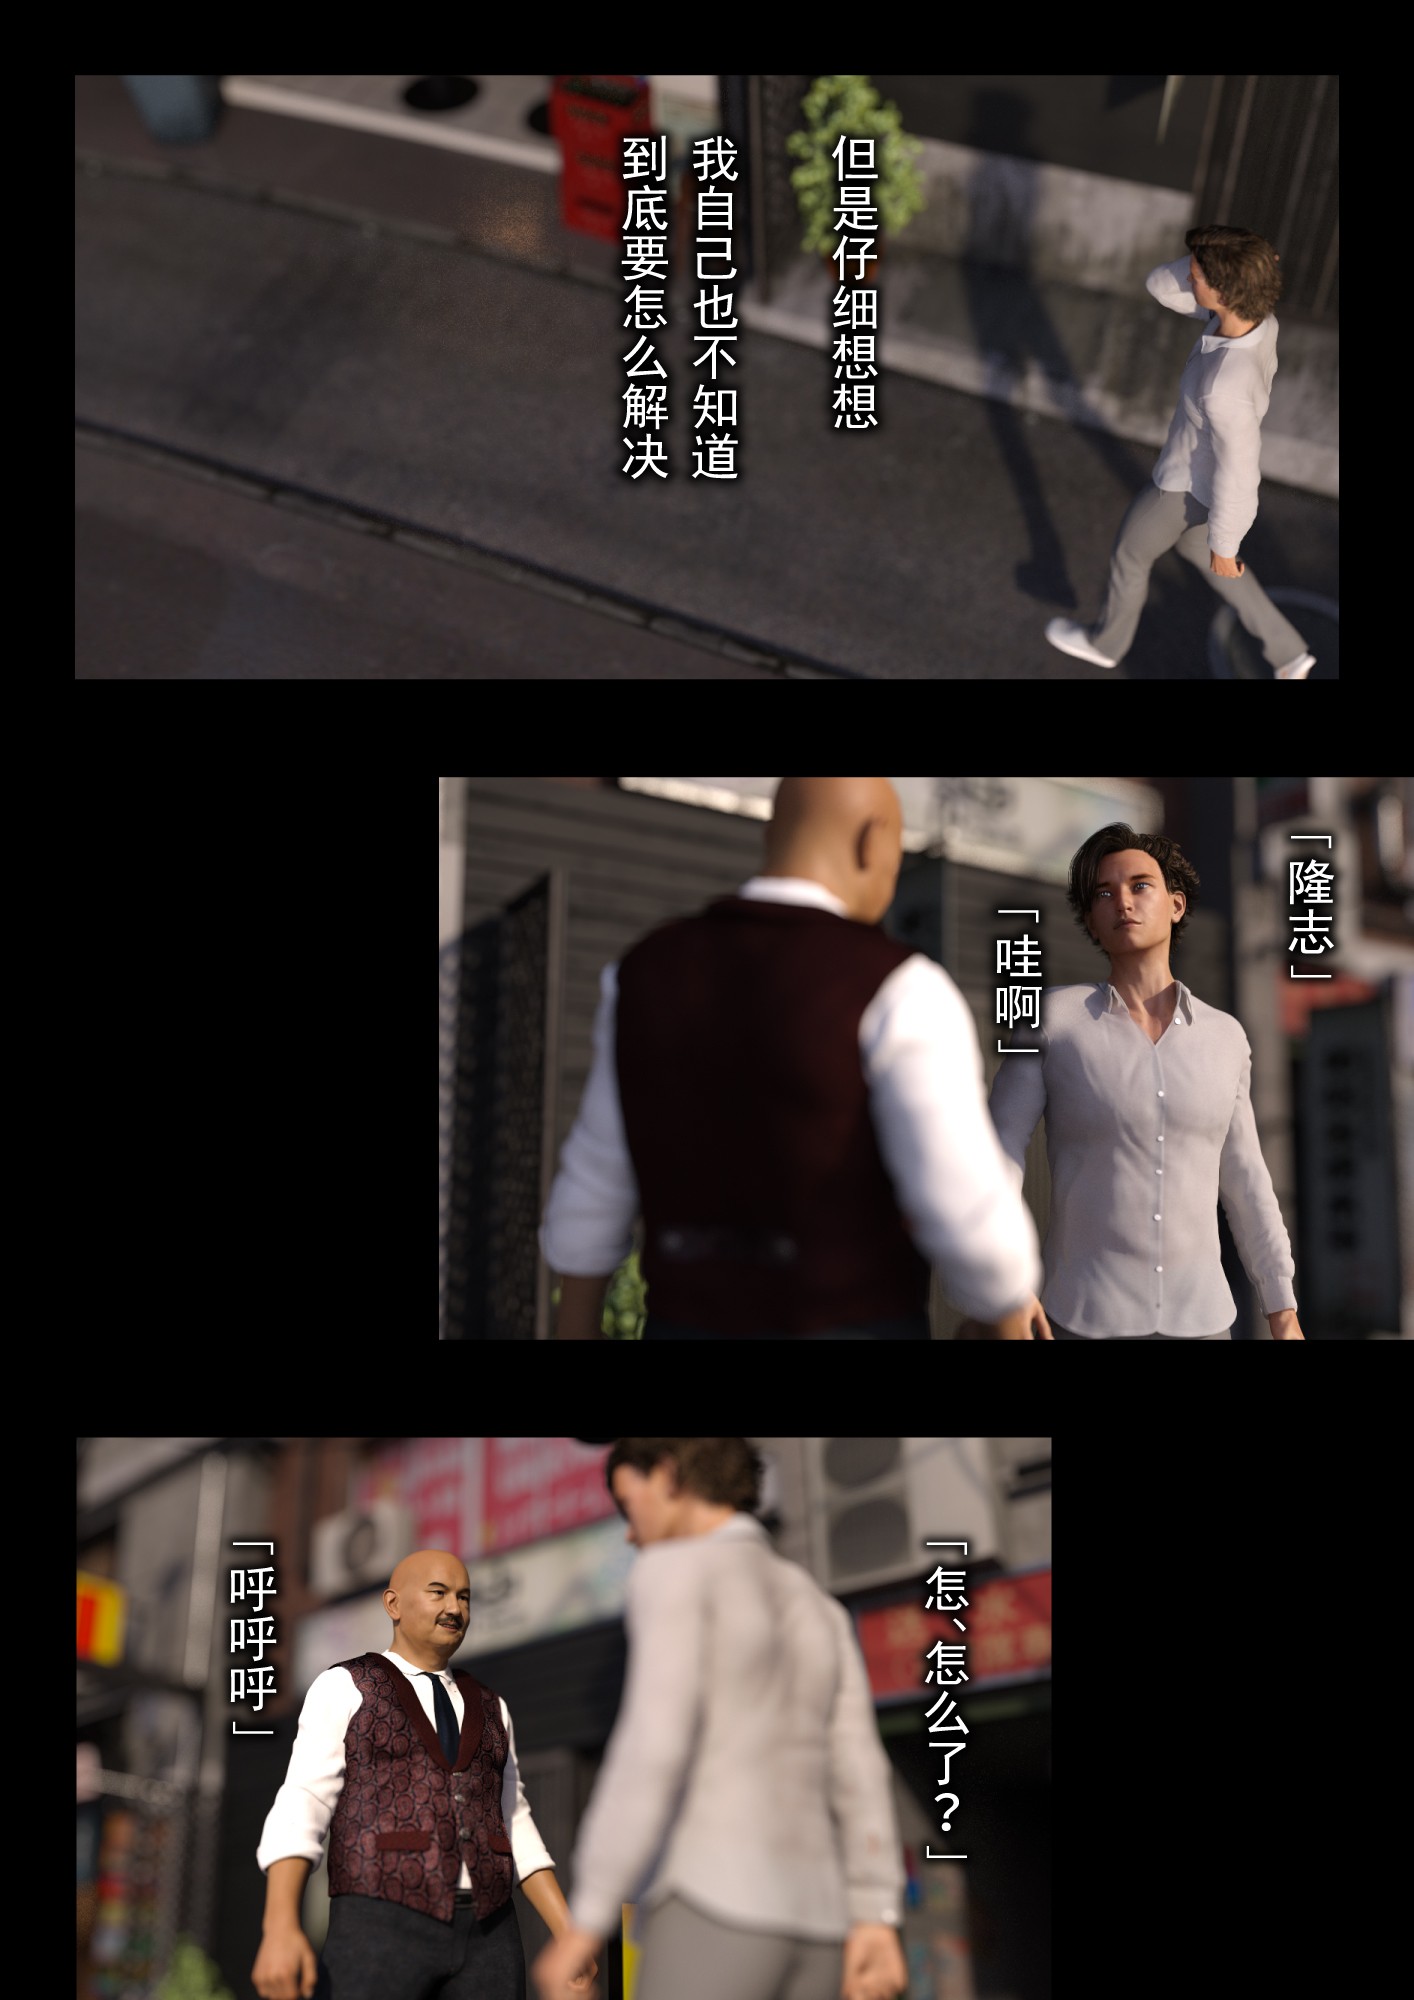 但是仔细想想
我自己也不知道
到底要怎么解决
「隆志」
「哇啊」
「怎、怎么了？」
「呼呼呼」